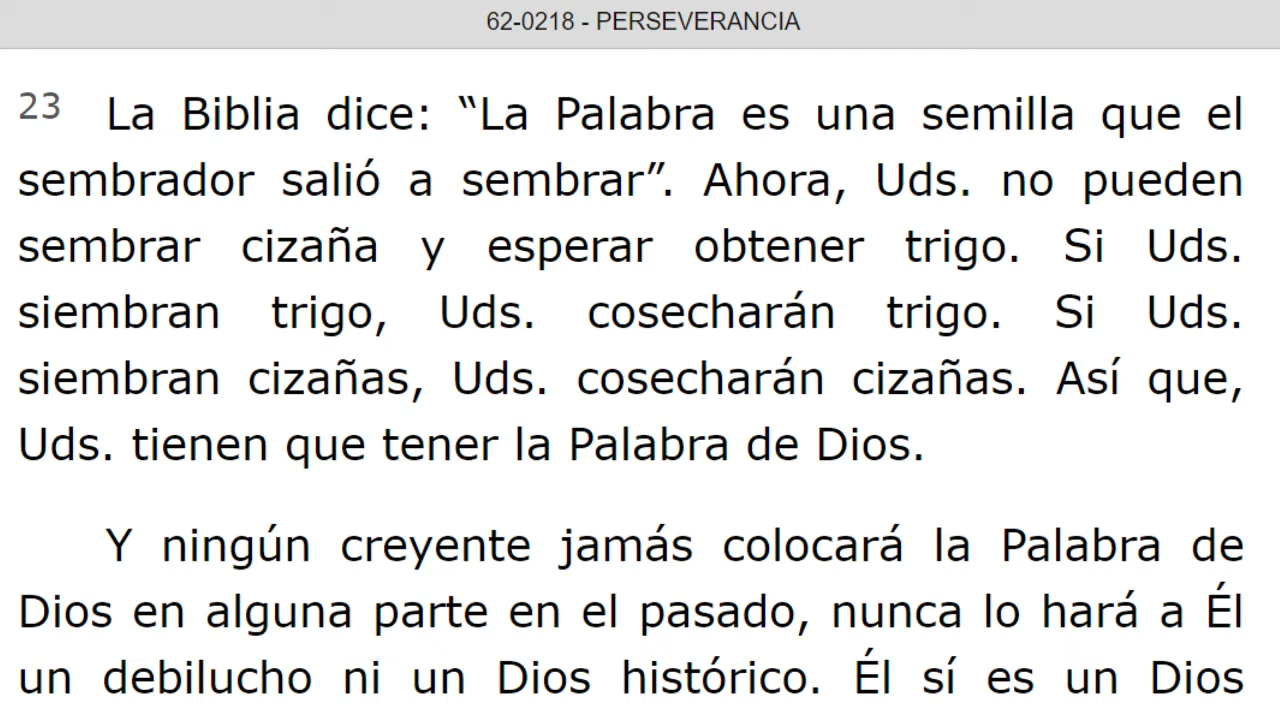 62-0218 - PERSEVERANCIA
23 La Biblia dice: “La Palabra es una semilla que el
sembrador salió a sembrar”. Ahora, Uds. no pueden
sembrar cizaña y esperar obtener trigo. Si Uds.
siembran trigo, Uds. cosecharán trigo. Si Uds.
siembran cizañas, Uds. cosecharán cizañas. Así que,
Uds. tienen que tener la Palabra de Dios.
Y ningún creyente jamás colocará la Palabra de
Dios en alguna parte en el pasado, nunca lo hará a Él
un debilucho ni un Dios histórico. Él sí es un Dios